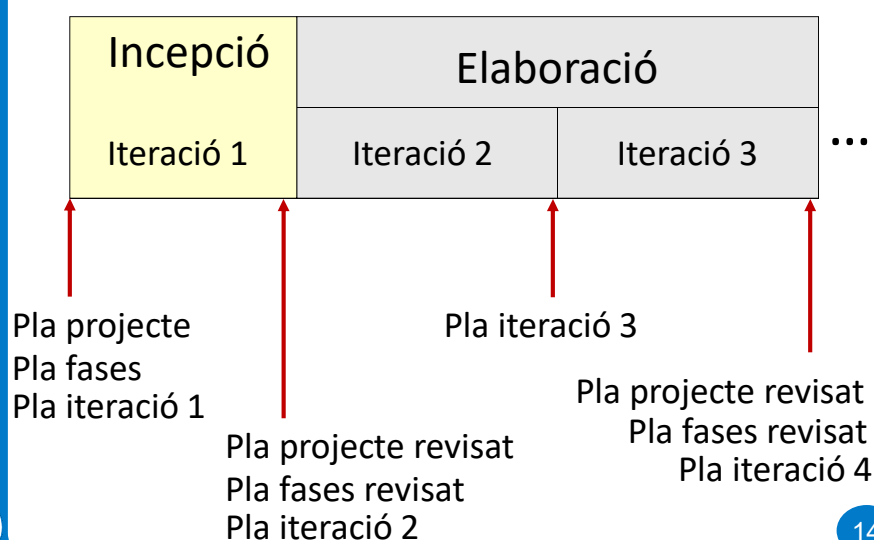 Incepció
Elaboració
Iteració 1
Iteració 2
Iteració 3
...
Pla projecte
Pla fases
Pla iteració 1
Pla projecte revisat
Pla fases revisat
Pla iteració 2
Pla iteració 3
Pla projecte revisat
Pla fases revisat
Pla iteració 4
14